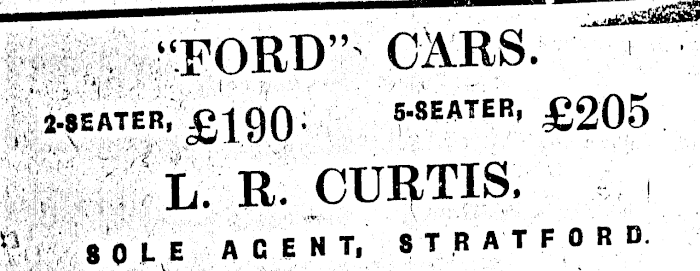 "FORD" CARS.
2-SEATER, £190. 5-SEATER, £205
L. R. CURTIS,
SOLE AGENT, STRATFORD.